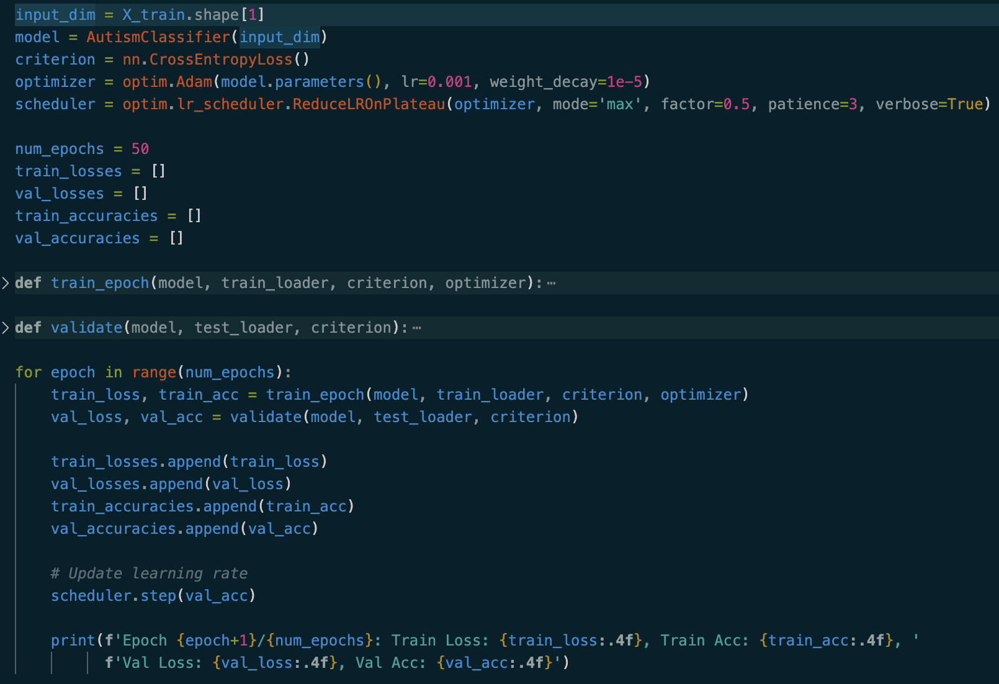 input_dim = X_train.shape[1]
model = AutismClassifier(input_dim)
criterion = nn.CrossEntropyLoss()
optimizer = optim.Adam(model.parameters(), lr=0.001, weight_decay=1e-5)
scheduler = optim.lr_scheduler.ReduceLROnPlateau(optimizer, mode='max', factor=0.5, patience=3, verbose=True)
num_epochs = 50
train_losses = []
val_losses = []
train_accuracies = []
val_accuracies = []
def train_epoch(model, train_loader, criterion, optimizer):⋯
def validate(model, test_loader, criterion):⋯
for epoch in range(num_epochs):
    train_loss, train_acc = train_epoch(model, train_loader, criterion, optimizer)
    val_loss, val_acc = validate(model, test_loader, criterion)
    train_losses.append(train_loss)
    val_losses.append(val_loss)
    train_accuracies.append(train_acc)
    val_accuracies.append(val_acc)
    # Update learning rate
    scheduler.step(val_acc)
    print(f'Epoch {epoch+1}/{num_epochs}: Train Loss: {train_loss:.4f}, Train Acc: {train_acc:.4f}, '
          f'Val Loss: {val_loss:.4f}, Val Acc: {val_acc:.4f}')